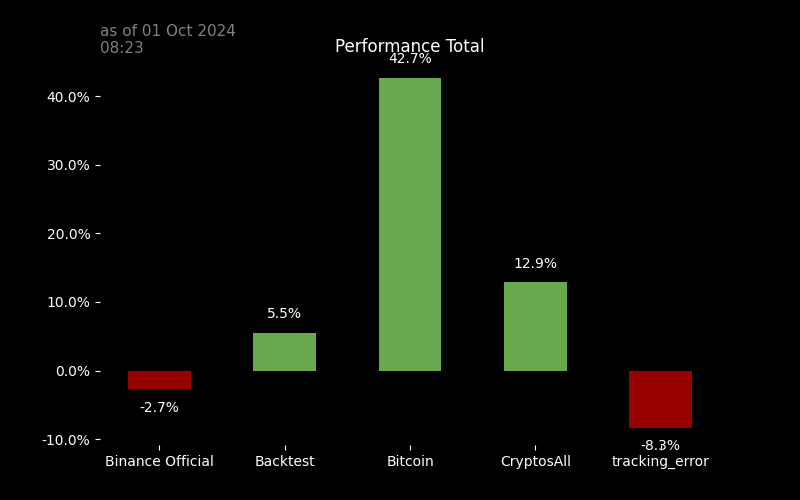 as of 01 Oct 2024
08:23
Performance Total
42.7%
40.0%
30.0%
20.0%
12.9%
10.0%
5.5%
0.0%
-2.7%
-10.0%
-8.3%
Binance Official
Backtest
Bitcoin
CryptosAll
tracking_error